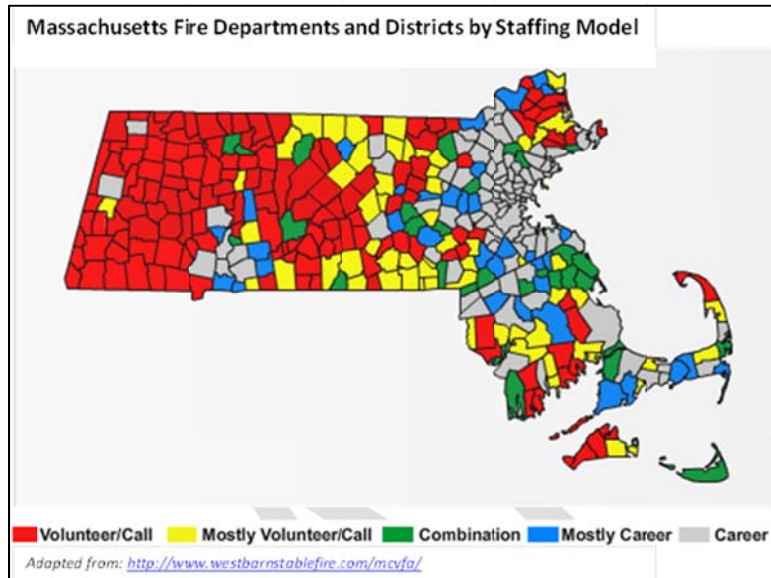 Massachusetts Fire Departments and Districts by Staffing Model
Volunteer/Call Mostly Volunteer/Call Combination Mostly Career Career
Adapted from: http://www.westbarnstablefire.com/mcvfa/